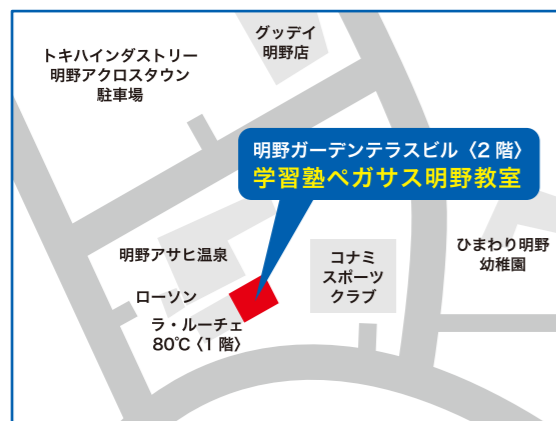 グッデイ
明野店
トキハインダストリー
明野アクロスタウン
駐車場
明野ガーデンテラスビル〈2階〉
学習塾ペガサス明野教室
明野アサヒ温泉
コナミ
スポーツ
クラブ
ひまわり明野
幼稚園
ローソン
ラ・ルーチェ
80℃〈1階〉